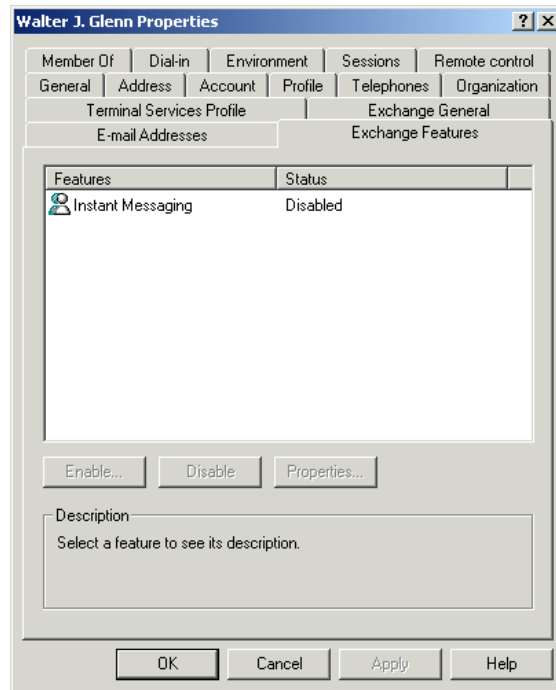 Walter J. Glenn Properties
Member Of Dial-in Environment Sessions Remote control
General Address Account Profile Telephones Organization
Terminal Services Profile Exchange General
E-mail Addresses Exchange Features
Features Status
Instant Messaging Disabled
Enable... Disable Properties...
Description
Select a feature to see its description.
OK Cancel Apply Help